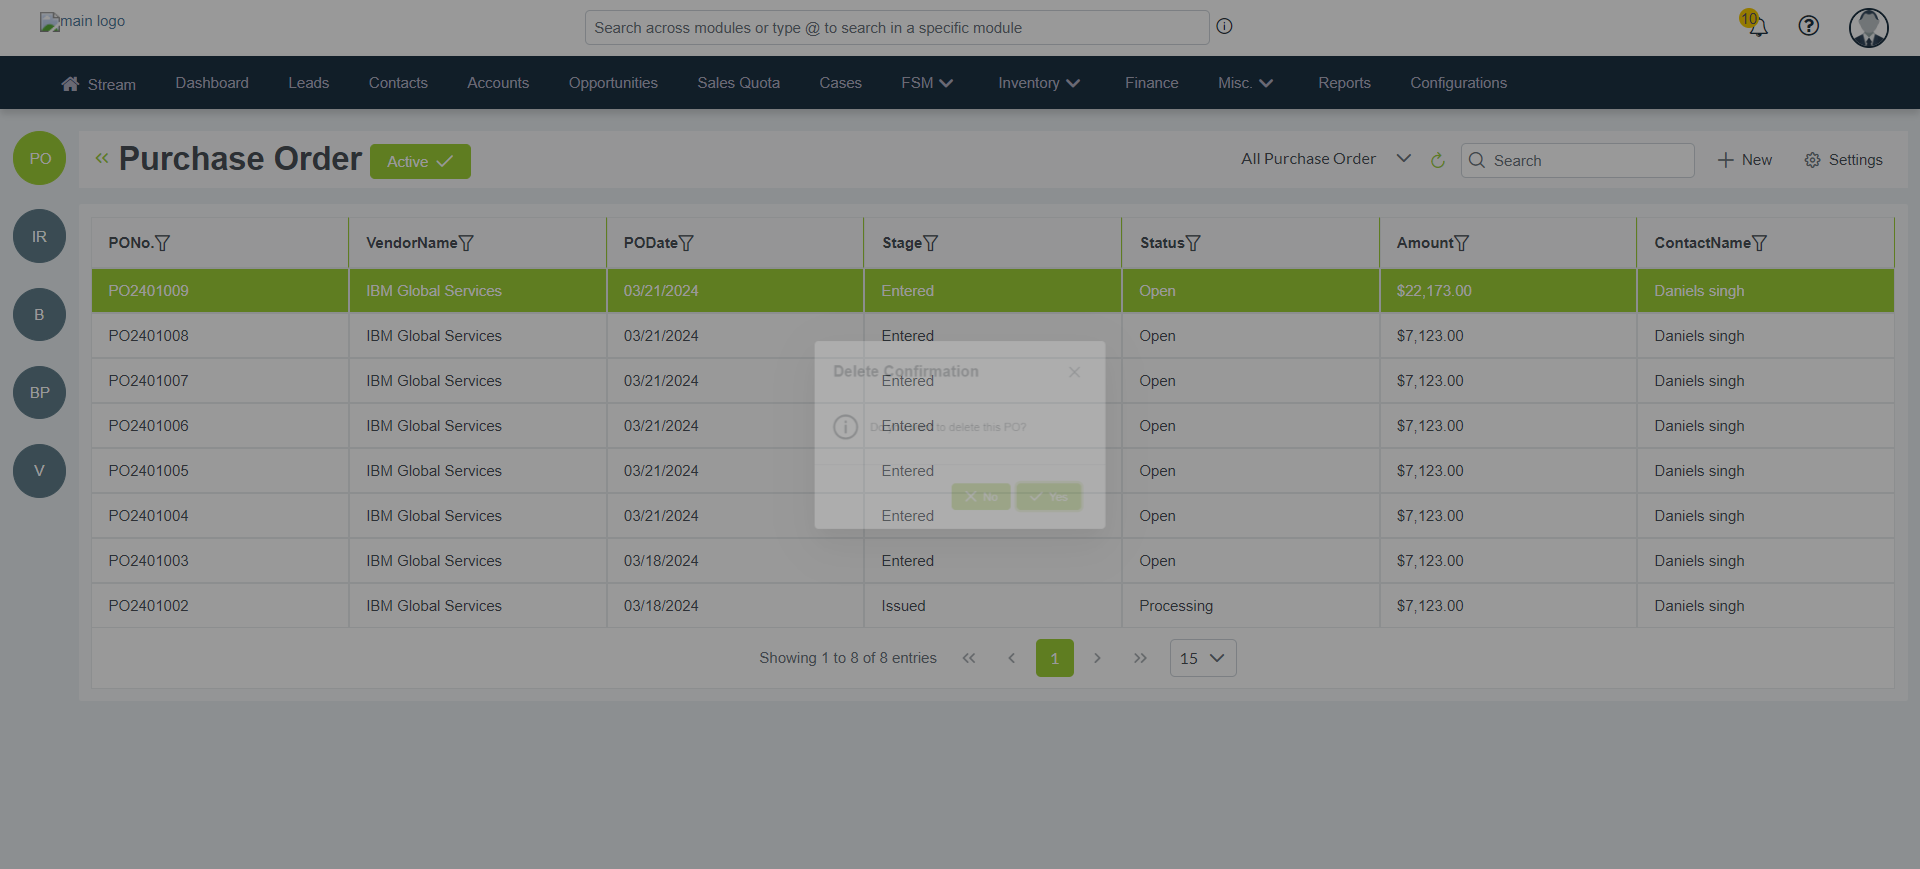 main logo
Search across modules or type @ to search in a specific module
10
Stream Dashboard Leads Contacts Accounts Opportunities Sales Quota Cases FSM Inventory Finance Misc. Reports Configurations
PO
« Purchase Order Active
All Purchase Order Search New Settings
IR
B
BP
V
PONo. VendorName PODate Stage Status Amount ContactName
PO2401009 IBM Global Services 03/21/2024 Entered Open $22,173.00 Daniels singh
PO2401008 IBM Global Services 03/21/2024 Entered Open $7,123.00 Daniels singh
PO2401007 IBM Global Services 03/21/2024 Entered Open $7,123.00 Daniels singh
PO2401006 IBM Global Services 03/21/2024 Entered Open $7,123.00 Daniels singh
PO2401005 IBM Global Services 03/21/2024 Entered Open $7,123.00 Daniels singh
PO2401004 IBM Global Services 03/21/2024 Entered Open $7,123.00 Daniels singh
PO2401003 IBM Global Services 03/18/2024 Entered Open $7,123.00 Daniels singh
PO2401002 IBM Global Services 03/18/2024 Issued Processing $7,123.00 Daniels singh
Delete Confirmation
to delete this PO?
No Yes
Showing 1 to 8 of 8 entries « ‹ 1 › » 15